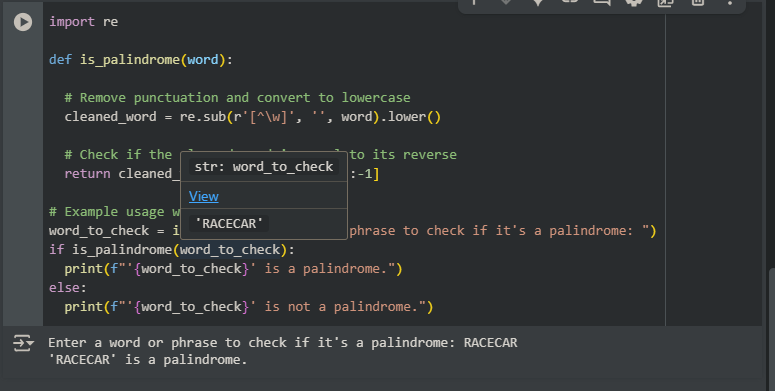 import re
def is_palindrome(word):
# Remove punctuation and convert to lowercase
cleaned_word = re.sub(r'[^\w]', '', word).lower()
# Check if the to its reverse
return cleaned_ :-1]
str: word_to_check
View
'RACECAR'
# Example usage
word_to_check = i phrase to check if it's a palindrome: ")
if is_palindrome(word_to_check):
print(f"'{word_to_check}' is a palindrome.")
else:
print(f"'{word_to_check}' is not a palindrome.")
Enter a word or phrase to check if it's a palindrome: RACECAR
'RACECAR' is a palindrome.